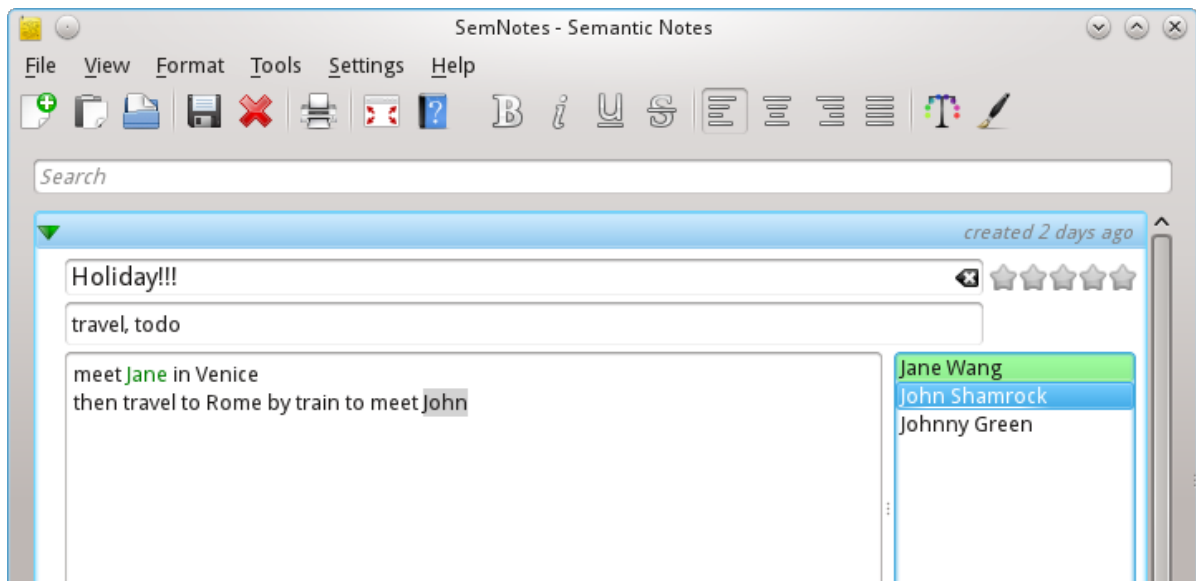 SemNotes - Semantic Notes
File View Format Tools Settings Help
B i U S T
Search
created 2 days ago
Holiday!!!
travel, todo
meet Jane in Venice
then travel to Rome by train to meet John
Jane Wang
John Shamrock
Johnny Green